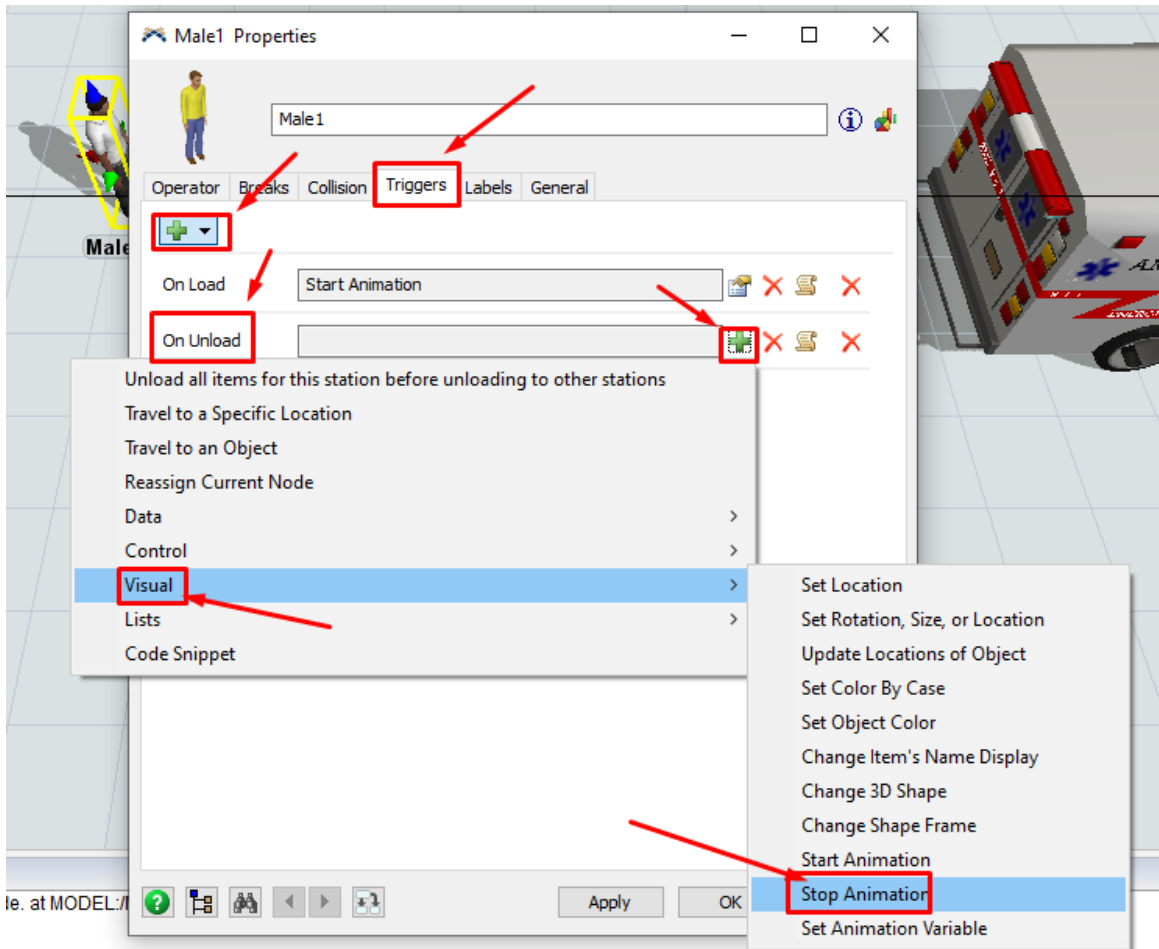 Male1 Properties
Male1
Operator Breaks Collision Triggers Labels General
Male
On Load Start Animation
On Unload
Unload all items for this station before unloading to other stations
Travel to a Specific Location
Travel to an Object
Reassign Current Node
Data
Control
Visual
Lists
Code Snippet
Set Location
Set Rotation, Size, or Location
Update Locations of Object
Set Color By Case
Set Object Color
Change Item's Name Display
Change 3D Shape
Change Shape Frame
Start Animation
Stop Animation
Set Animation Variable
Apply OK
le. at MODEL:/